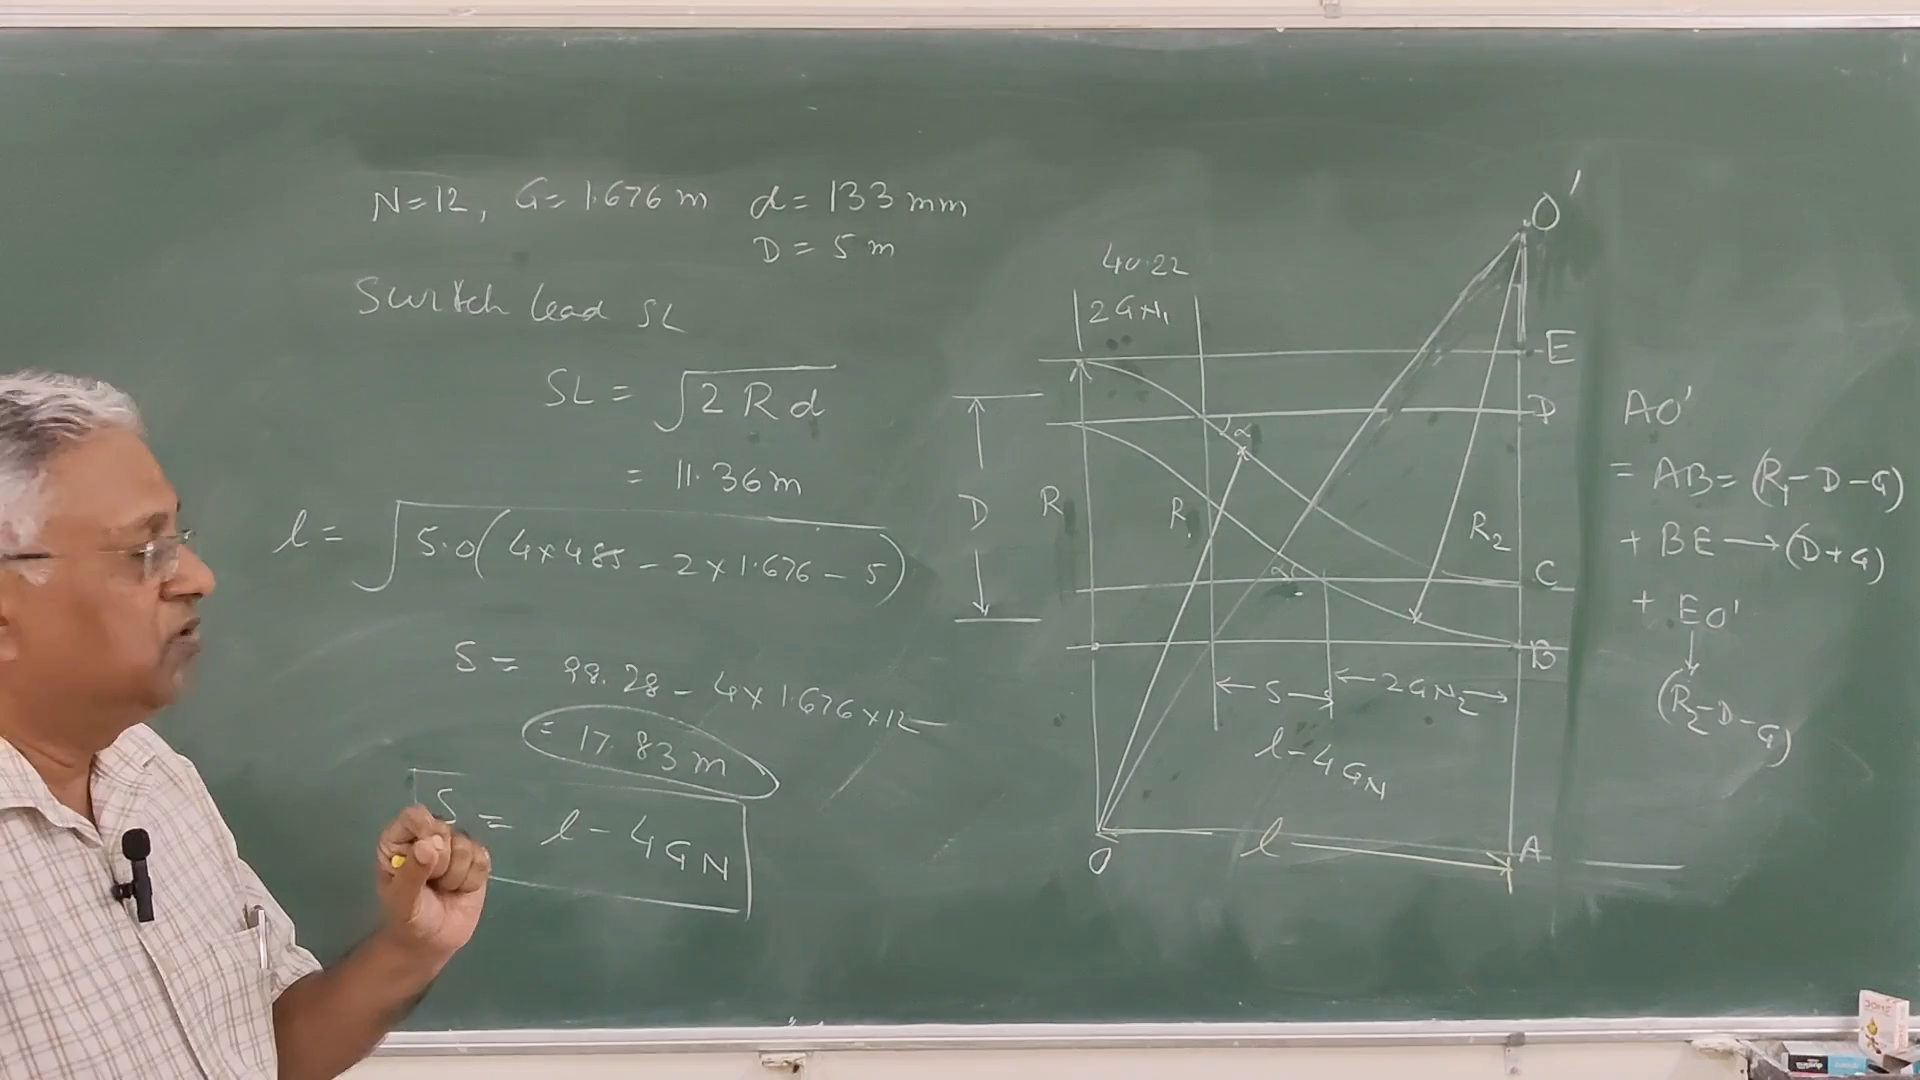 N=12, G=1.676 m d = 133 mm
D = 5 m
Switch lead SL
SL = √2 R d
= 11.36 m
l = √5.0(4×485 - 2×1.676 - 5)
S = 98.28 - 4×1.676×12
= 17.83 m
S = l - 4GN
40.22
2GN₁
O'
E
D
α
D
R
R₁
R₂
α
C
B
S
2GN₂
l-4GN
O
l
A
AO'
= AB = (R₁-D-G)
+ BE → (D+G)
+ EO'
(R₂-D-G)